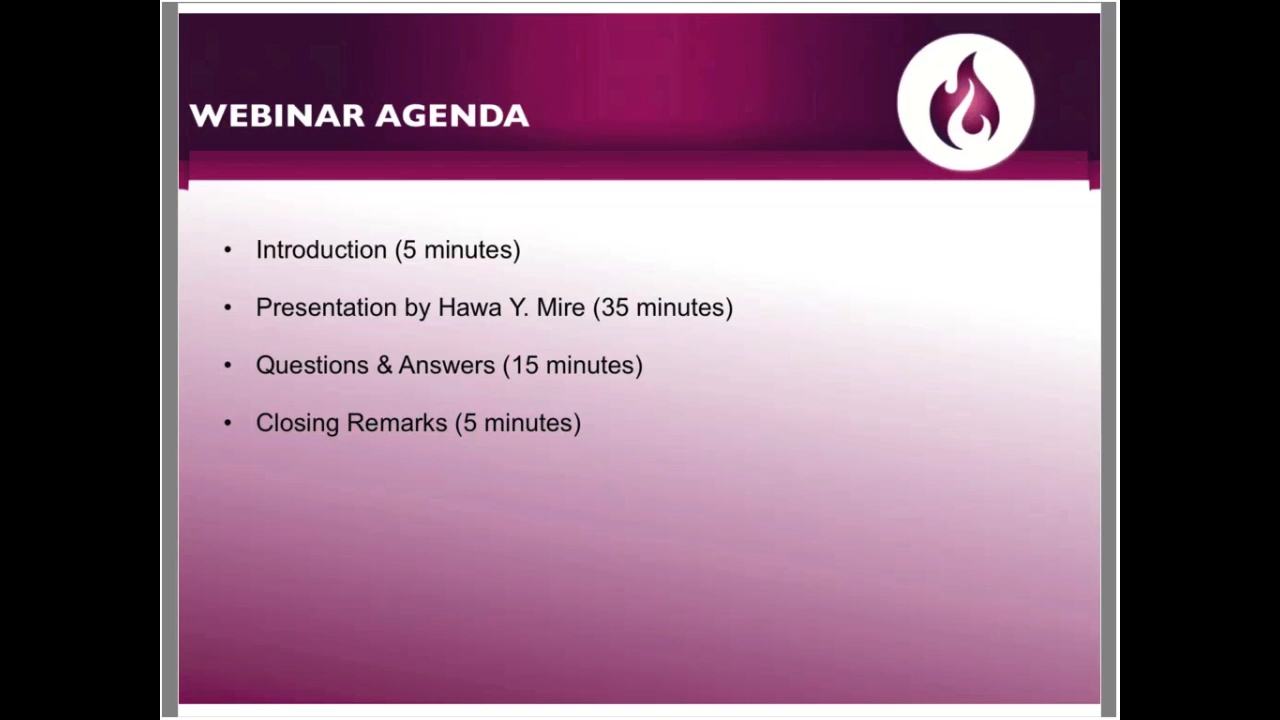 WEBINAR AGENDA
• Introduction (5 minutes)
• Presentation by Hawa Y. Mire (35 minutes)
• Questions & Answers (15 minutes)
• Closing Remarks (5 minutes)